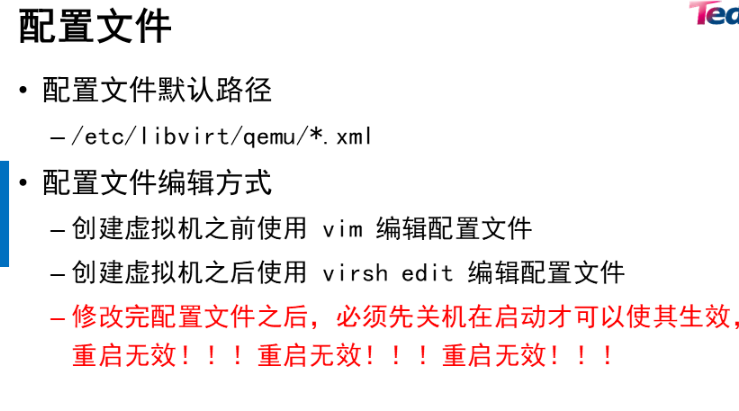 配置文件
Ted
• 配置文件默认路径
– /etc/libvirt/qemu/*.xml
• 配置文件编辑方式
– 创建虚拟机之前使用 vim 编辑配置文件
– 创建虚拟机之后使用 virsh edit 编辑配置文件
– 修改完配置文件之后，必须先关机在启动才可以使其生效，
重启无效！！！重启无效！！！重启无效！！！